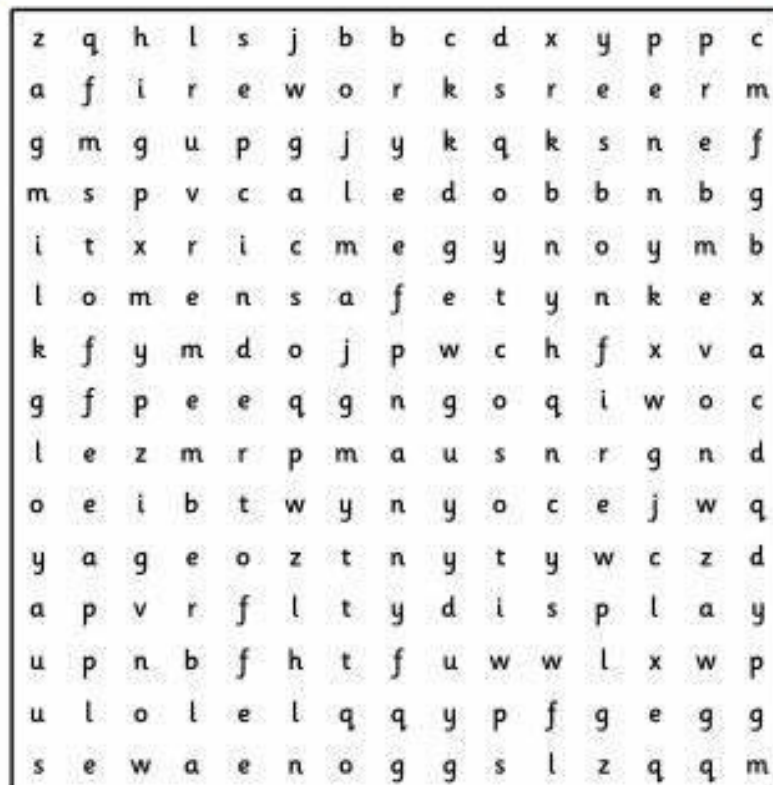 z q h l s j b b c d x y p p c
a f i r e w o r k s r e e r m
g m g u p g j y k q k s n e f
m s p v c a l e d o b b n b g
i t x r i c m e g y n o y m b
l o m e n s a f e t y n k e x
k f y m d o j p w c h f x v a
g f p e e q g n g o q i w o c
l e z m r p m a u s n r g n d
o e i b t w y n y o c e j w q
y a g e o z t n y t y w c z d
a p v r f l t y d i s p l a y
u p n b f h t f u w w l x w p
u l o l e l q q y p f g e g g
s e w a e n o g g s l z q q m